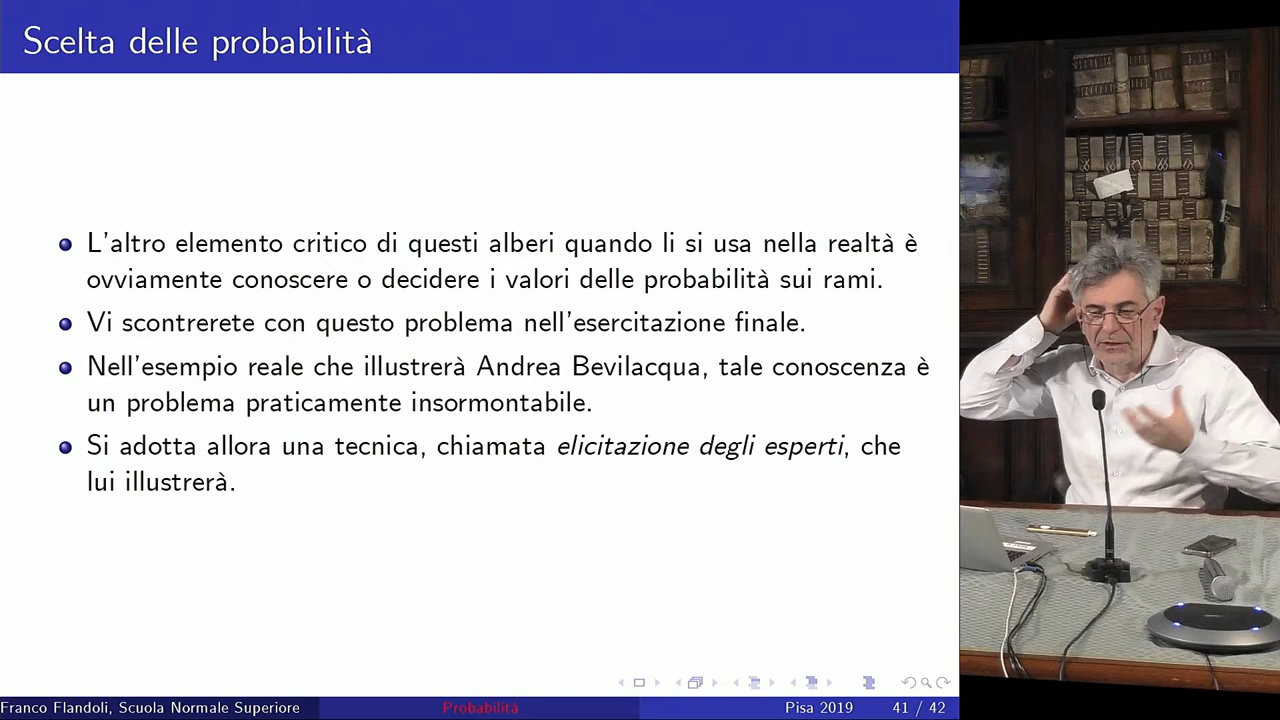 Scelta delle probabilità
L'altro elemento critico di questi alberi quando li si usa nella realtà è
ovviamente conoscere o decidere i valori delle probabilità sui rami.
Vi scontrerete con questo problema nell'esercitazione finale.
Nell'esempio reale che illustrerà Andrea Bevilacqua, tale conoscenza è
un problema praticamente insormontabile.
Si adotta allora una tecnica, chiamata elicitazione degli esperti, che
lui illustrerà.
Franco Flandoli, Scuola Normale Superiore
Probabilità
Pisa 2019
41 / 42